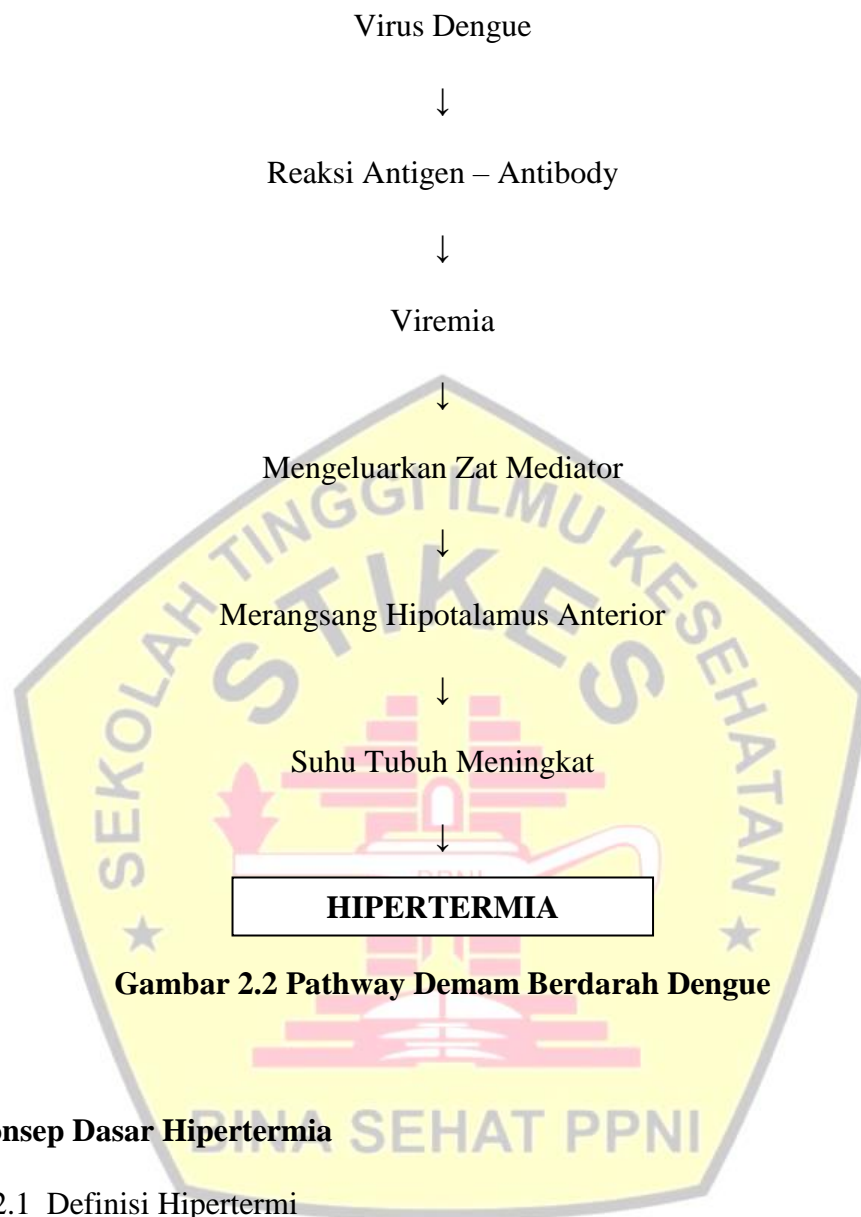 Virus Dengue
↓
Reaksi Antigen – Antibody
↓
Viremia
↓
Mengeluarkan Zat Mediator
↓
Merangsang Hipotalamus Anterior
↓
Suhu Tubuh Meningkat
↓
HIPERTERMIA
Gambar 2.2 Pathway Demam Berdarah Dengue
onsep Dasar Hipertermia
2.1 Definisi Hipertermi
SEKOLAH TINGGI ILMU KESEHATAN
STIKES
PPNI
BINA SEHAT PPNI